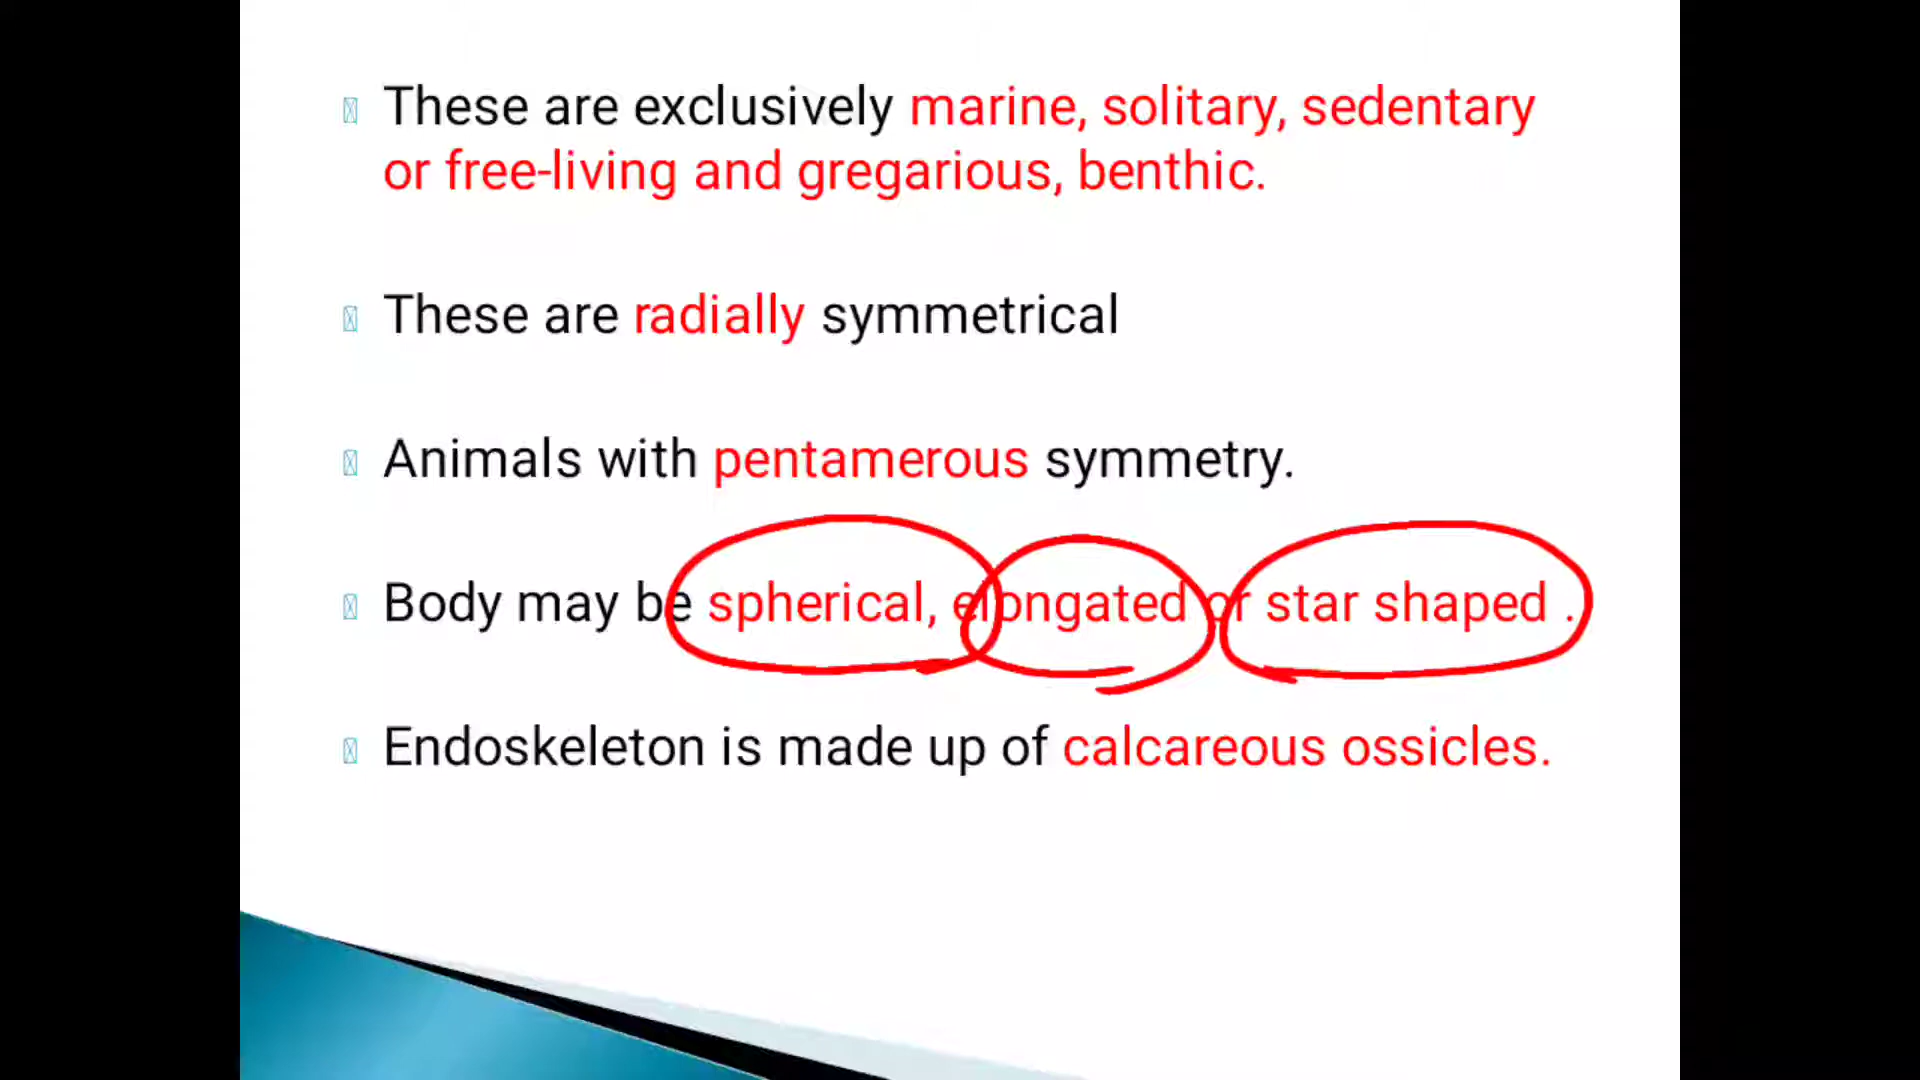 These are exclusively marine, solitary, sedentary
or free-living and gregarious, benthic.
These are radially symmetrical
Animals with pentamerous symmetry.
Body may be spherical, elongated or star shaped .
Endoskeleton is made up of calcareous ossicles.